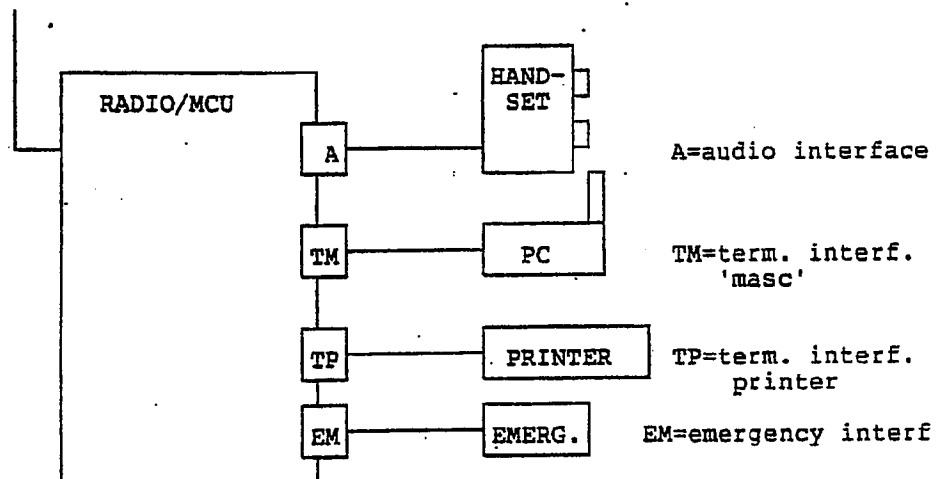 HAND-
SET
RADIO/MCU
A
A=audio interface
TM
PC
TM=term. interf.
'masc'
TP
PRINTER
TP=term. interf.
printer
EM
EMERG.
EM=emergency interf